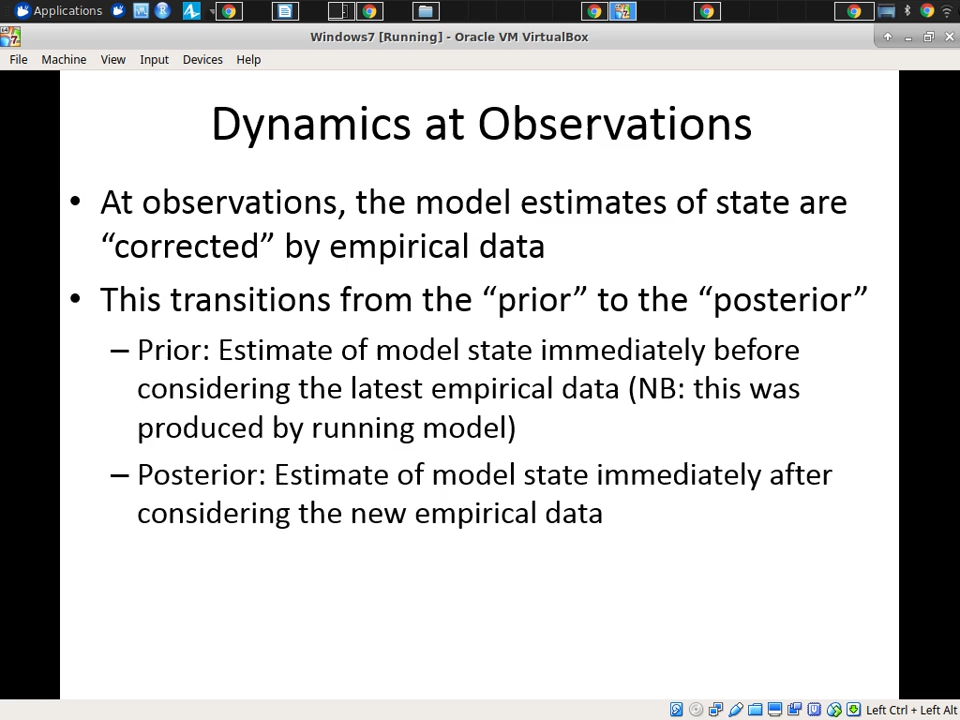 Applications
Windows7 [Running] - Oracle VM VirtualBox
File Machine View Input Devices Help
Dynamics at Observations
• At observations, the model estimates of state are
“corrected” by empirical data
• This transitions from the “prior” to the “posterior”
– Prior: Estimate of model state immediately before
considering the latest empirical data (NB: this was
produced by running model)
– Posterior: Estimate of model state immediately after
considering the new empirical data
Left Ctrl + Left Alt